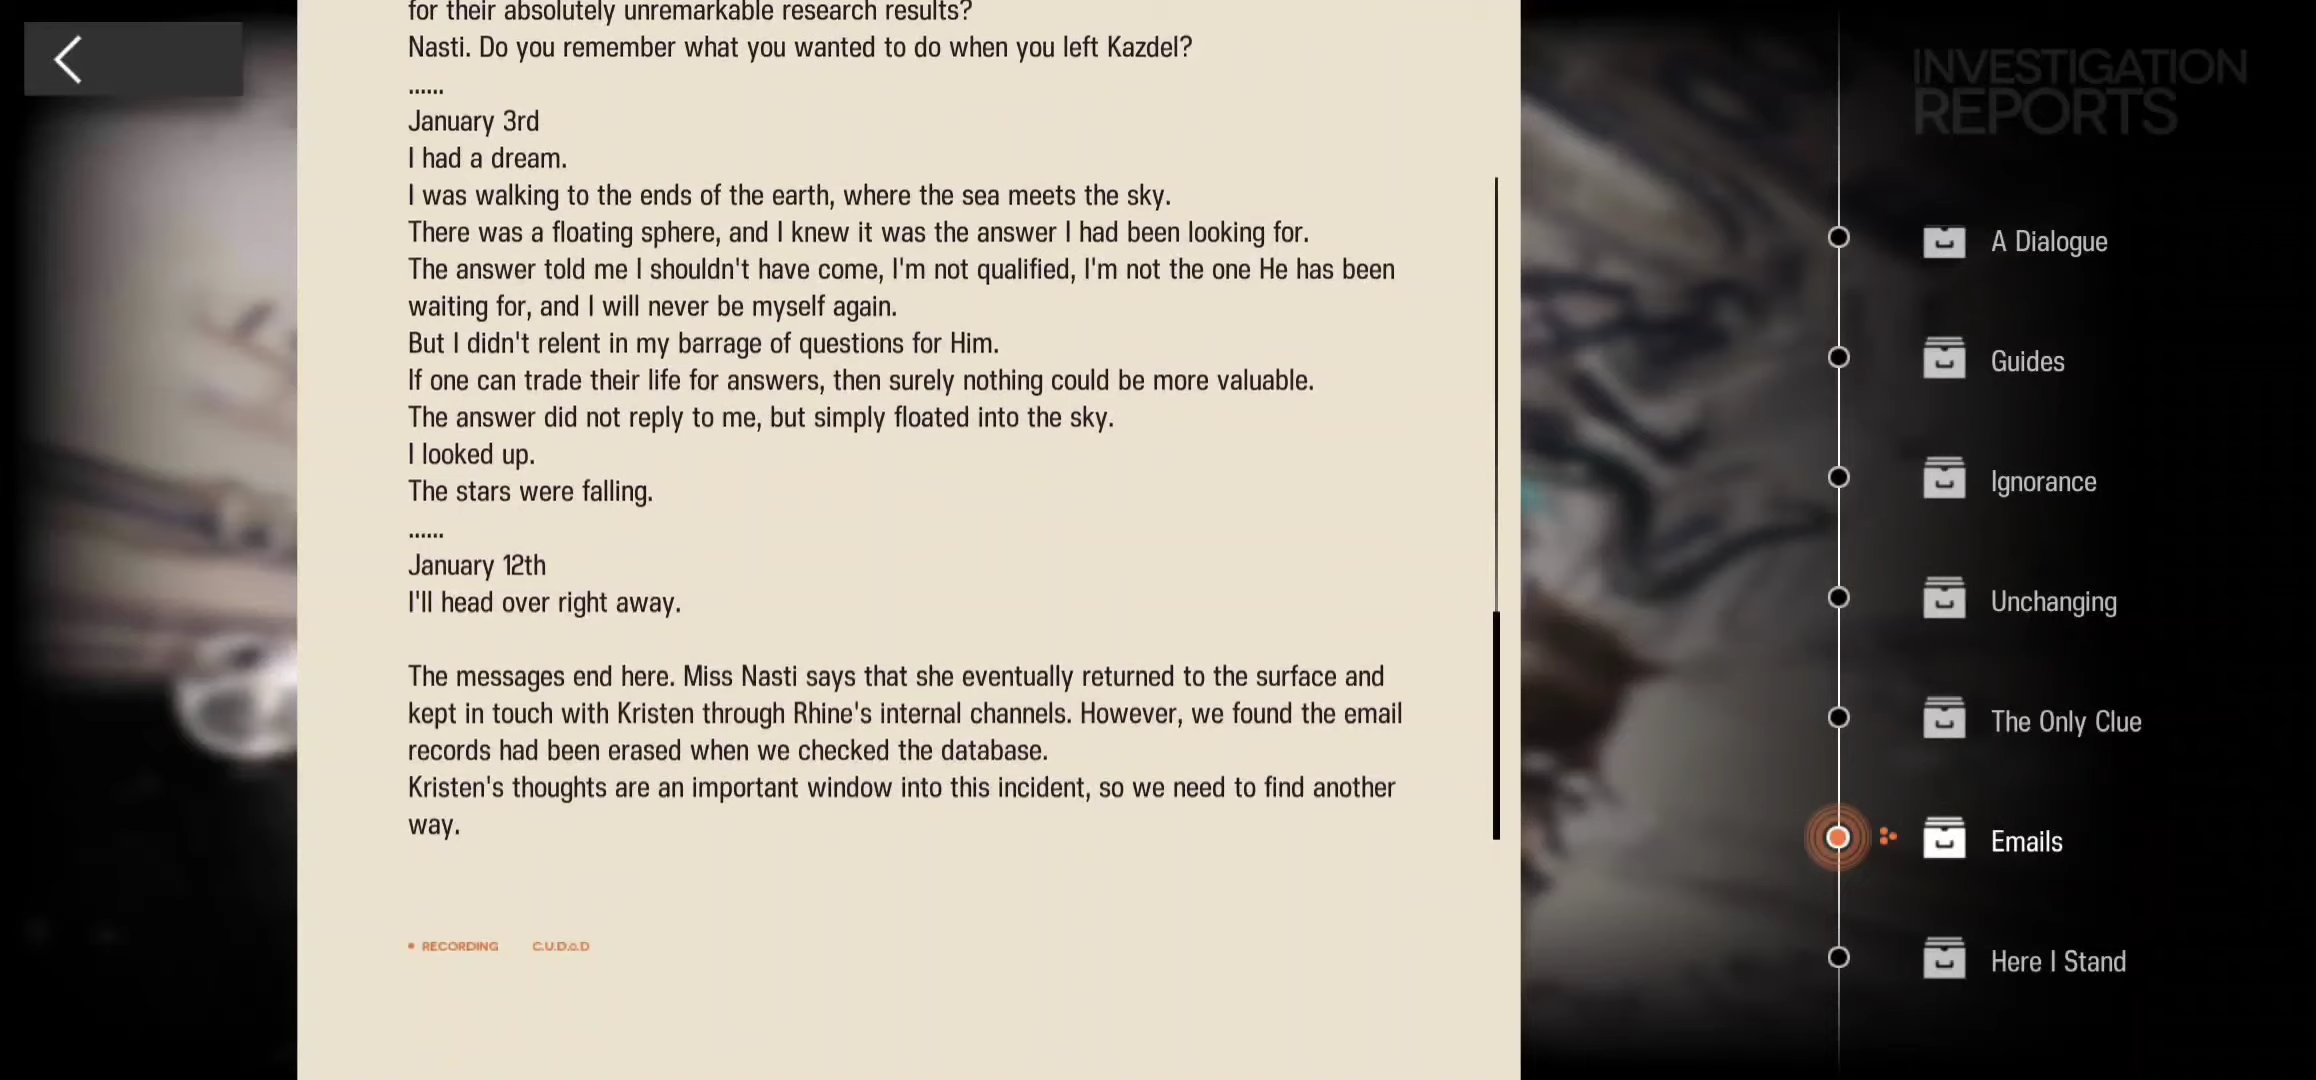 for their absolutely unremarkable research results?
Nasti. Do you remember what you wanted to do when you left Kazdel?
......
January 3rd
I had a dream.
I was walking to the ends of the earth, where the sea meets the sky.
There was a floating sphere, and I knew it was the answer I had been looking for.
The answer told me I shouldn't have come, I'm not qualified, I'm not the one He has been
waiting for, and I will never be myself again.
But I didn't relent in my barrage of questions for Him.
If one can trade their life for answers, then surely nothing could be more valuable.
The answer did not reply to me, but simply floated into the sky.
I looked up.
The stars were falling.
......
January 12th
I'll head over right away.
The messages end here. Miss Nasti says that she eventually returned to the surface and
kept in touch with Kristen through Rhine's internal channels. However, we found the email
records had been erased when we checked the database.
Kristen's thoughts are an important window into this incident, so we need to find another
way.
• RECORDING C.U.D.O.D
INVESTIGATION
REPORTS
A Dialogue
Guides
Ignorance
Unchanging
The Only Clue
Emails
Here I Stand